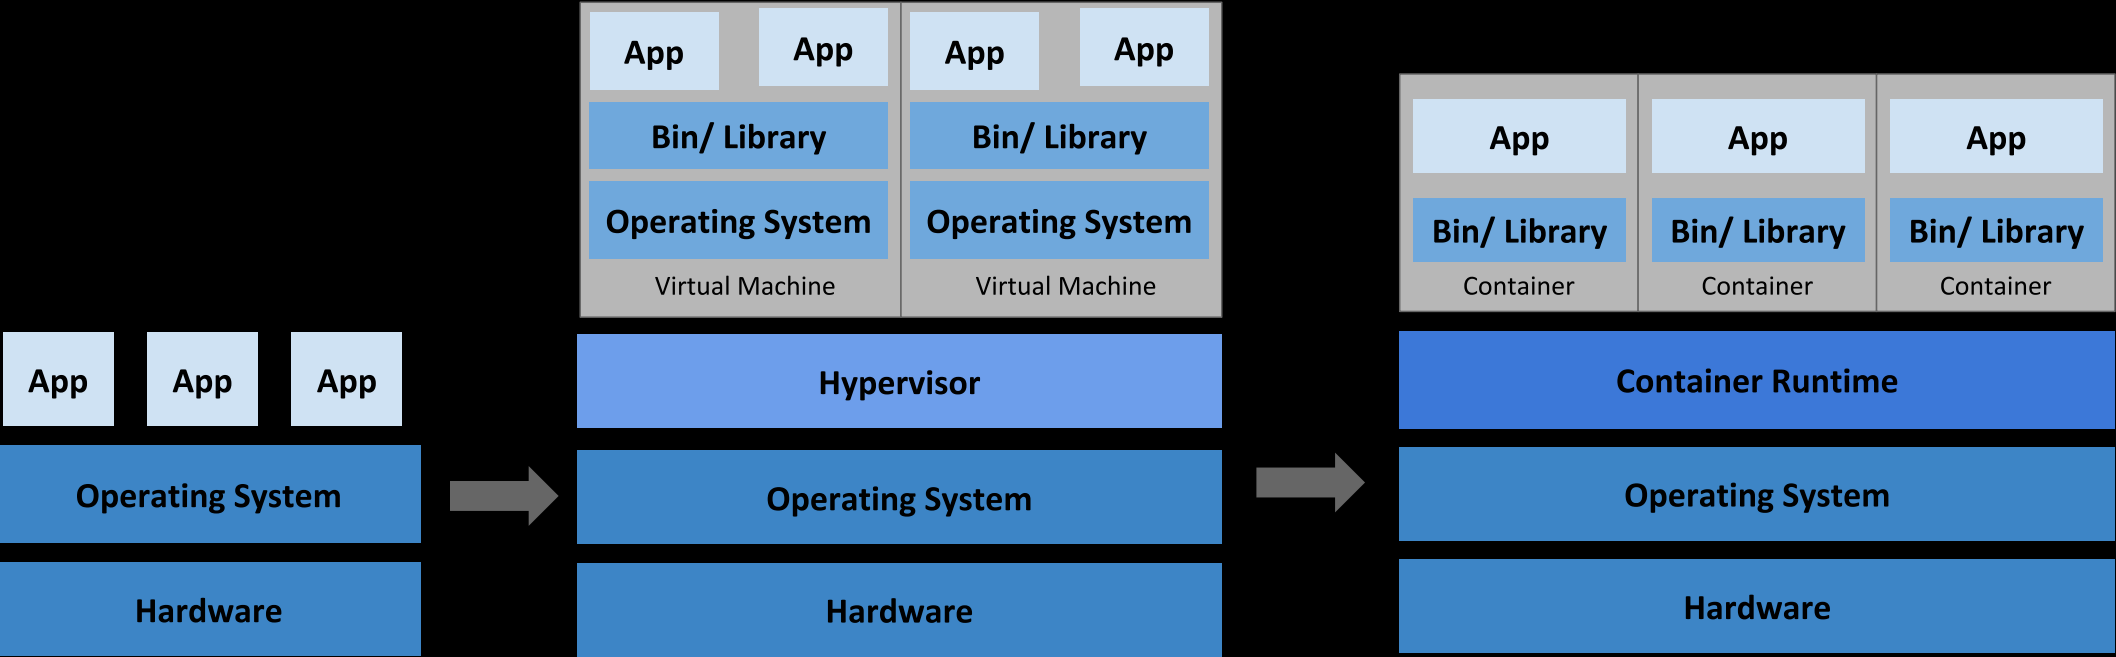 App
App
App
Operating System
Hardware
App
App
App
App
Bin/ Library
Bin/ Library
Operating System
Operating System
Virtual Machine
Virtual Machine
Hypervisor
Operating System
Hardware
App
App
App
Bin/ Library
Bin/ Library
Bin/ Library
Container
Container
Container
Container Runtime
Operating System
Hardware